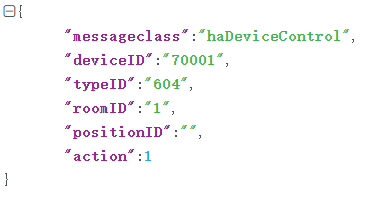 {
"messageclass":"haDeviceControl",
"deviceID":"70001",
"typeID":"604",
"roomID":"1",
"positionID":"",
"action":1
}